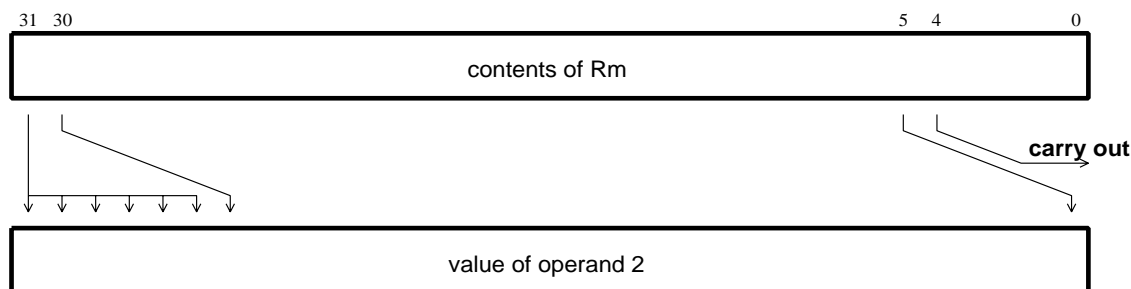 31 30 5 4 0
contents of Rm
carry out
value of operand 2